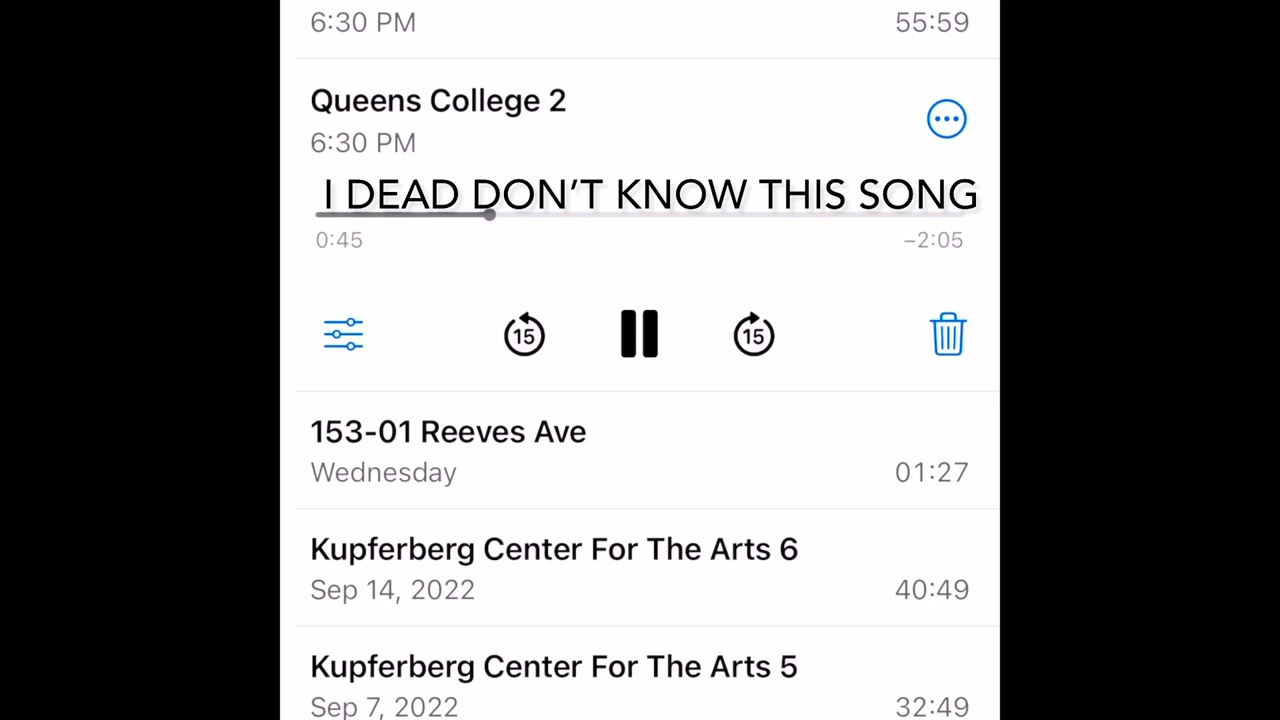 6:30 PM 55:59
Queens College 2
6:30 PM
I DEAD DON’T KNOW THIS SONG
0:45 −2:05
15 15
153-01 Reeves Ave
Wednesday 01:27
Kupferberg Center For The Arts 6
Sep 14, 2022 40:49
Kupferberg Center For The Arts 5
Sep 7, 2022 32:49